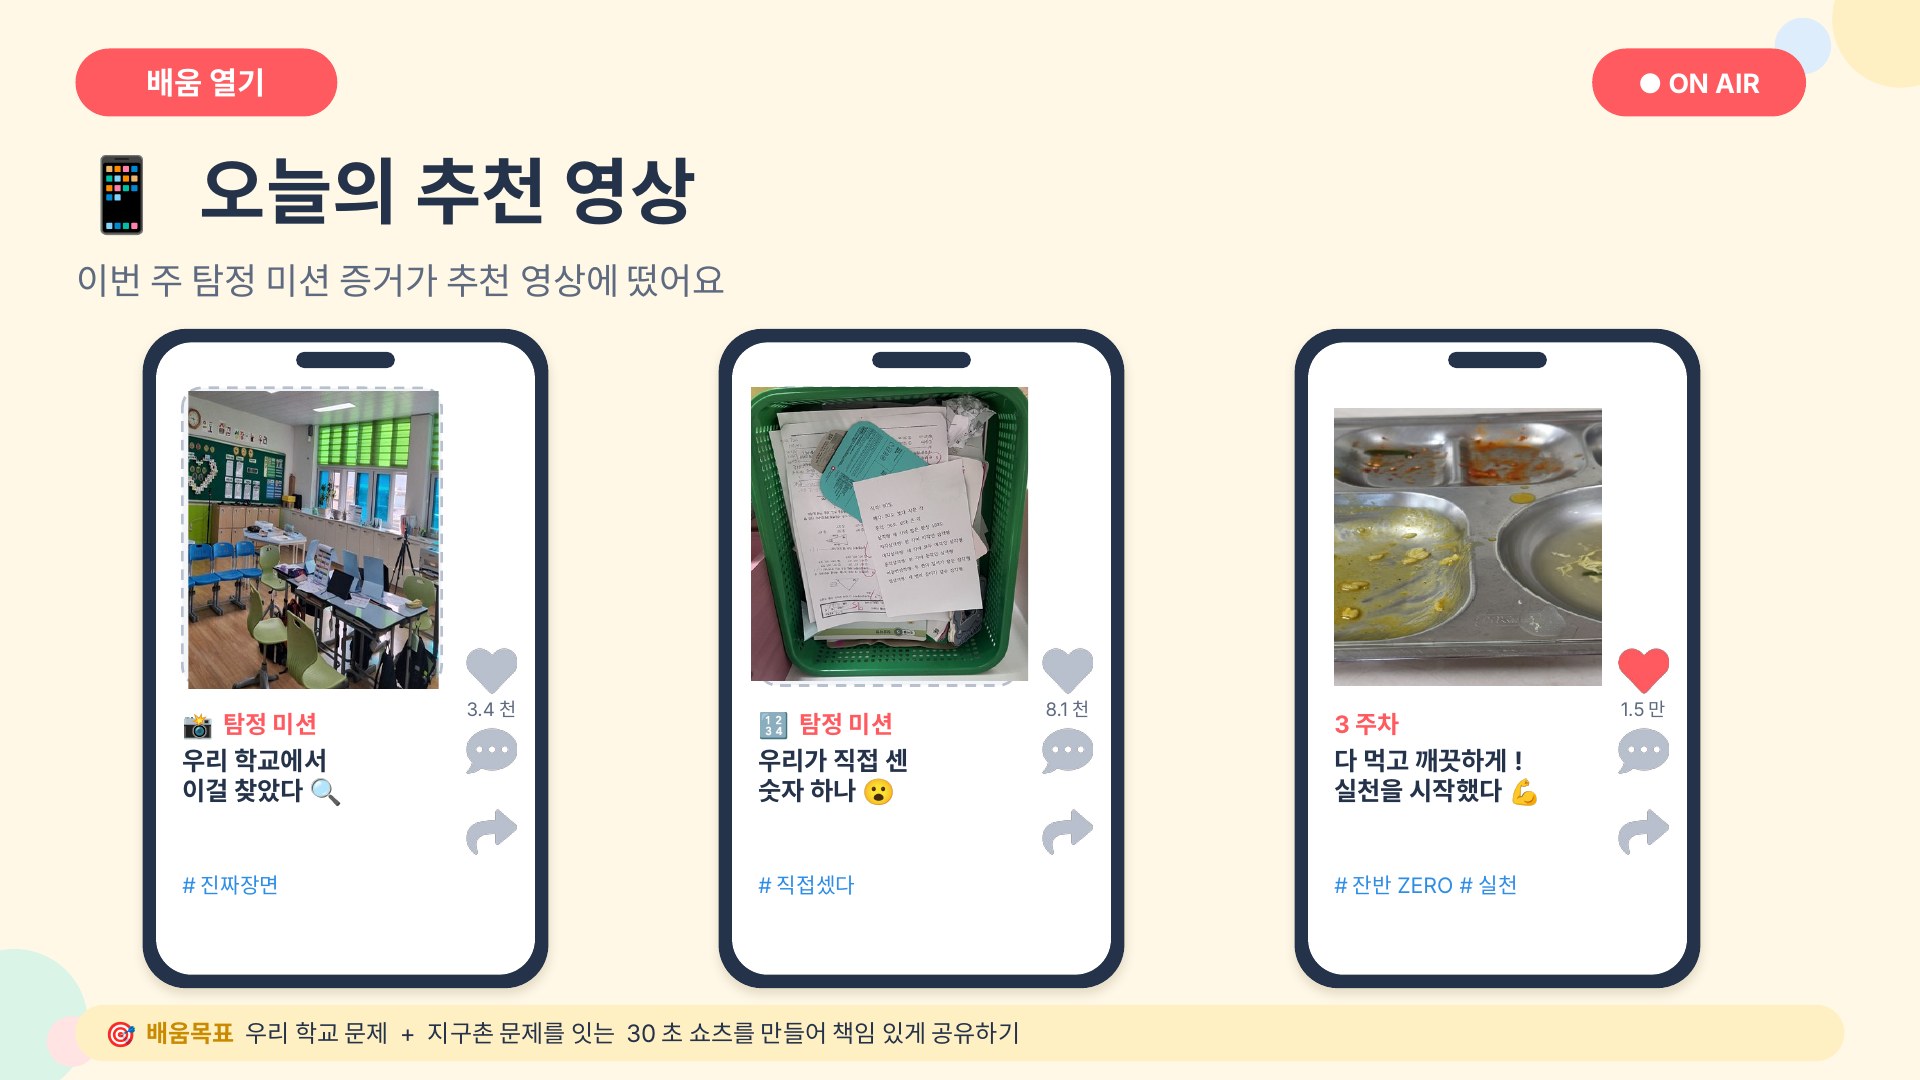 배움 열기
ON AIR
오늘의 추천 영상
이번 주 탐정 미션 증거가 추천 영상에 떴어요
3.4 천
탐정 미션
우리 학교에서
이걸 찾았다
# 진짜장면
8.1 천
탐정 미션
우리가 직접 센
숫자 하나
# 직접셌다
1.5 만
3 주차
다 먹고 깨끗하게 !
실천을 시작했다
# 잔반 ZERO # 실천
배움목표 우리 학교 문제 + 지구촌 문제를 잇는 30 초 쇼츠를 만들어 책임 있게 공유하기